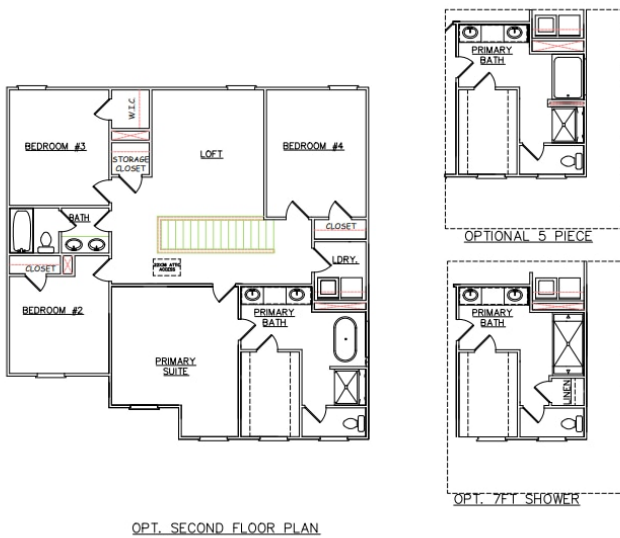 W.I.C
BEDROOM #3
LOFT
BEDROOM #4
STORAGE
CLOSET
BATH
CLOSET
CLOSET
LDRY.
BEDROOM #2
PRIMARY
BATH
PRIMARY
SUITE
OPT. SECOND FLOOR PLAN
PRIMARY
BATH
OPTIONAL 5 PIECE
PRIMARY
BATH
LINEN
OPT. 7FT SHOWER